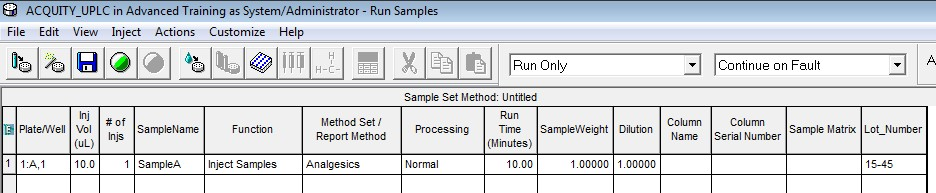 ACQUITY_UPLC in Advanced Training as System/Administrator - Run Samples
File Edit View Inject Actions Customize Help
H-C- Run Only Continue on Fault A
Sample Set Method: Untitled
Plate/Well Inj Vol (uL) # of Injs SampleName Function Method Set / Report Method Processing Run Time (Minutes) SampleWeight Dilution Column Name Column Serial Number Sample Matrix Lot_Number
1 1:A,1 10.0 1 SampleA Inject Samples Analgesics Normal 10.00 1.00000 1.00000 15-45